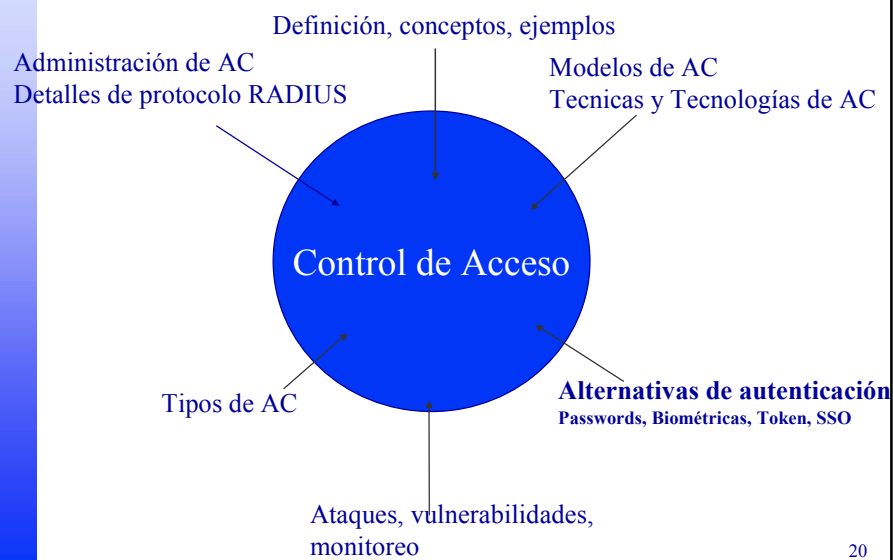 Definición, conceptos, ejemplos
Administración de AC
Detalles de protocolo RADIUS
Modelos de AC
Tecnicas y Tecnologías de AC
Control de Acceso
Tipos de AC
Alternativas de autenticación
Passwords, Biométricas, Token, SSO
Ataques, vulnerabilidades,
monitoreo
20